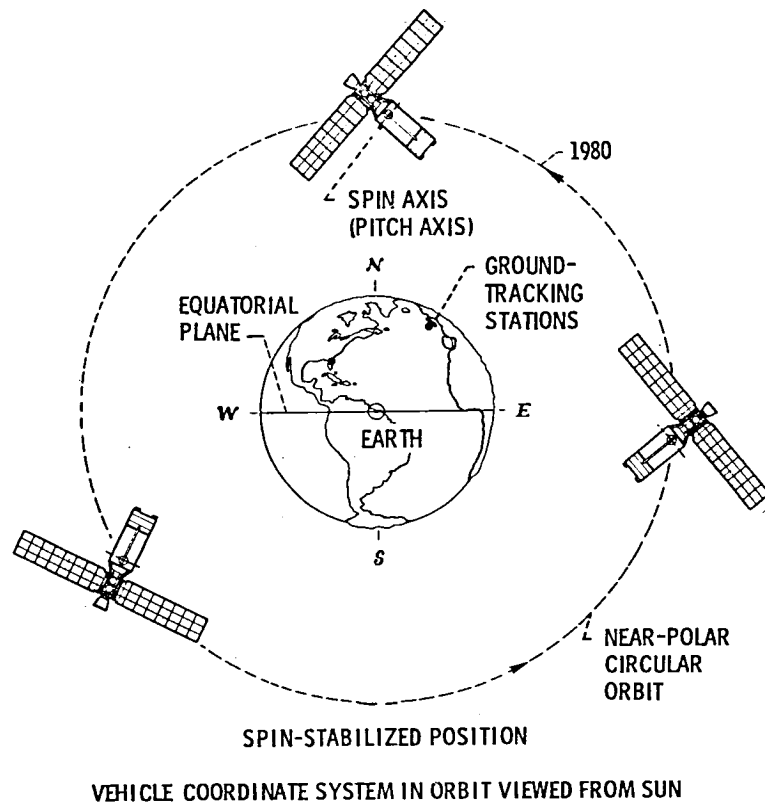 1980
SPIN AXIS
(PITCH AXIS)
N
GROUND-
TRACKING
STATIONS
EQUATORIAL
PLANE
W
E
EARTH
S
NEAR-POLAR
CIRCULAR
ORBIT
SPIN-STABILIZED POSITION
VEHICLE COORDINATE SYSTEM IN ORBIT VIEWED FROM SUN